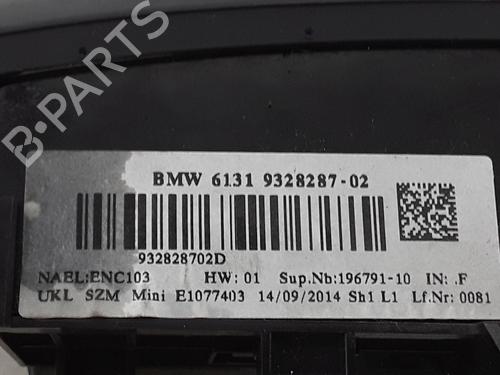 B-PARTS
BMW 6131 9328287-02
932828702D
NAEL:ENC103 HW: 01 Sup.Nb:196791-10 IN: .F
UKL SZM Mini E1077403 14/09/2014 Sh1 L1 Lf.Nr: 0081